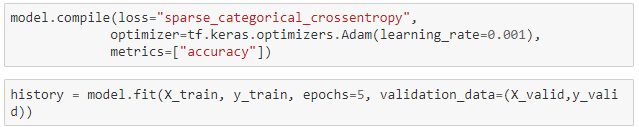 model.compile(loss="sparse_categorical_crossentropy",
             optimizer=tf.keras.optimizers.Adam(learning_rate=0.001),
             metrics=["accuracy"])
history = model.fit(X_train, y_train, epochs=5, validation_data=(X_valid,y_vali
d))